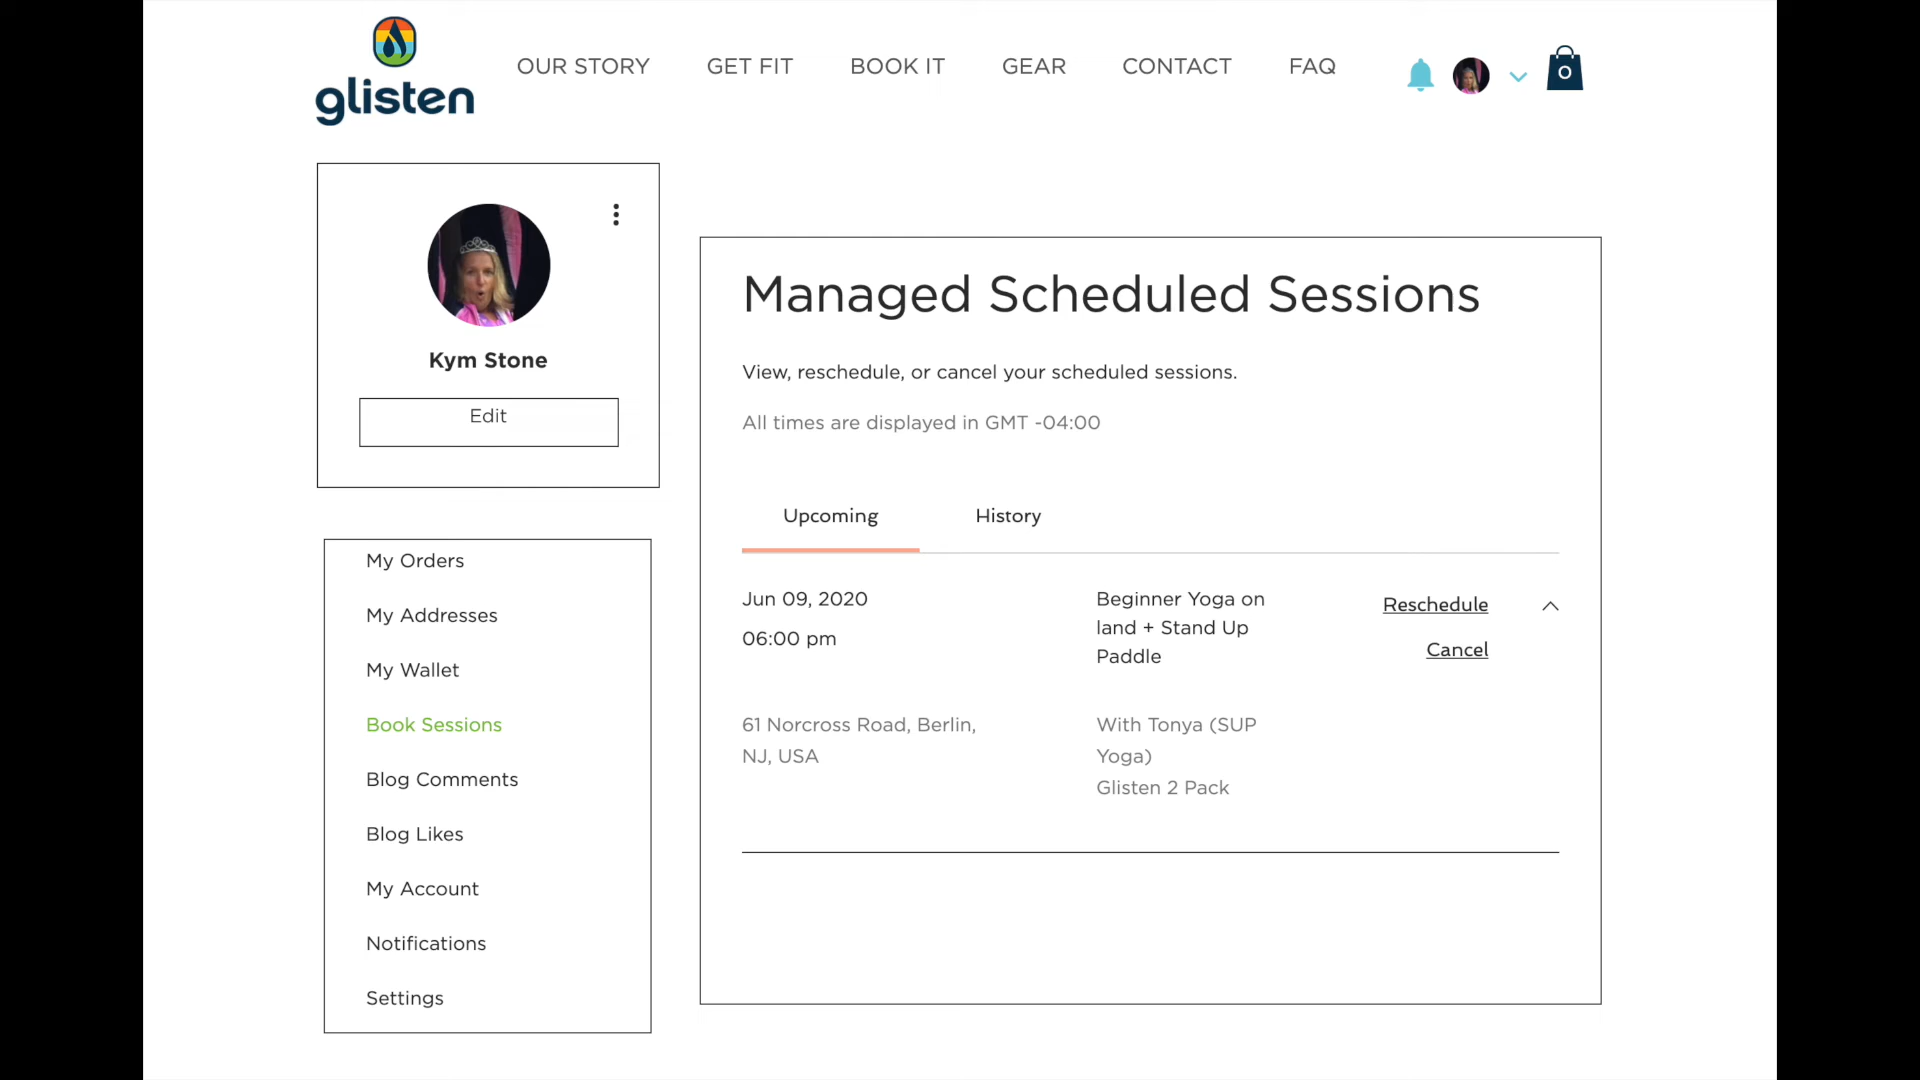 glisten
OUR STORY
GET FIT
BOOK IT
GEAR
CONTACT
FAQ
0
Kym Stone
Edit
My Orders
My Addresses
My Wallet
Book Sessions
Blog Comments
Blog Likes
My Account
Notifications
Settings
Managed Scheduled Sessions
View, reschedule, or cancel your scheduled sessions.
All times are displayed in GMT -04:00
Upcoming
History
Jun 09, 2020
06:00 pm
Beginner Yoga on
land + Stand Up
Paddle
Reschedule
Cancel
61 Norcross Road, Berlin,
NJ, USA
With Tonya (SUP
Yoga)
Glisten 2 Pack